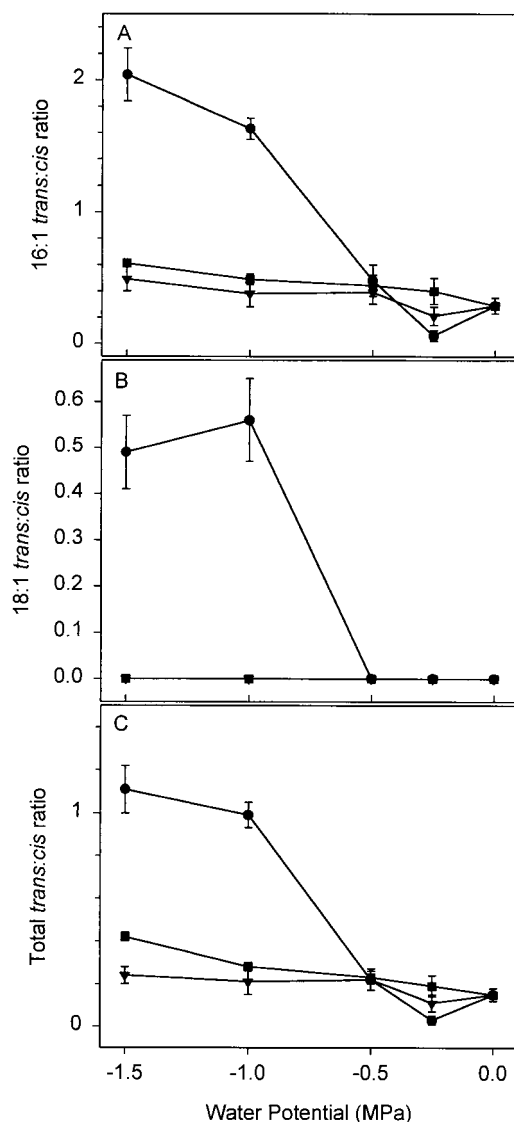 A
2
1
0
16:1 trans:cis ratio
B
0.6
0.5
0.4
0.3
0.2
0.1
0.0
18:1 trans:cis ratio
C
1
0
Total trans:cis ratio
-1.5 -1.0 -0.5 0.0
Water Potential (MPa)